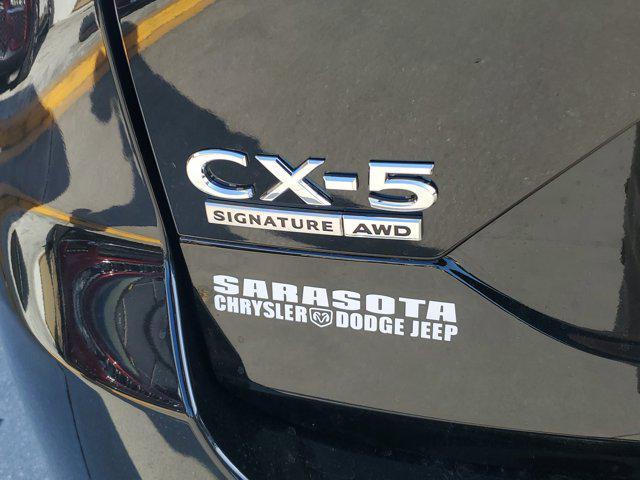 CX-5
SIGNATURE AWD
SARASOTA
CHRYSLER DODGE JEEP